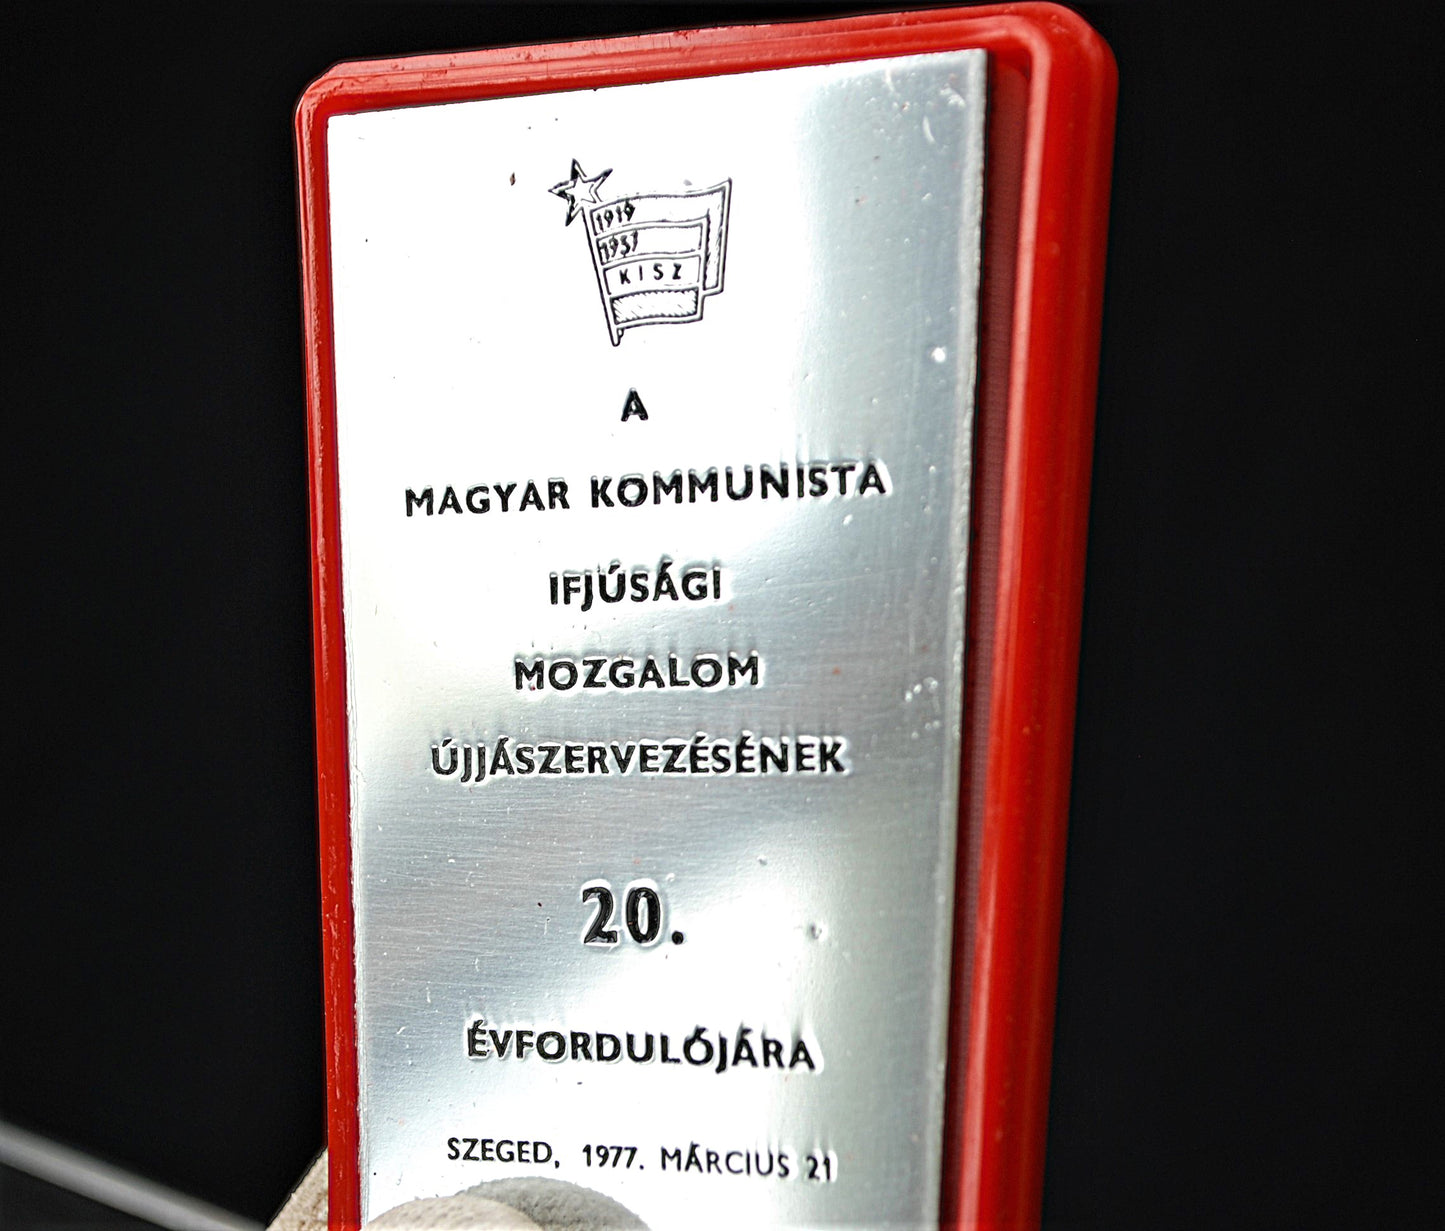 1919
1957
KISZ
A
MAGYAR KOMMUNISTA
IFJÚSÁGI
MOZGALOM
ÚJJÁSZERVEZÉSÉNEK
20.
ÉVFORDULÓJÁRA
SZEGED, 1977. MÁRCIUS 21